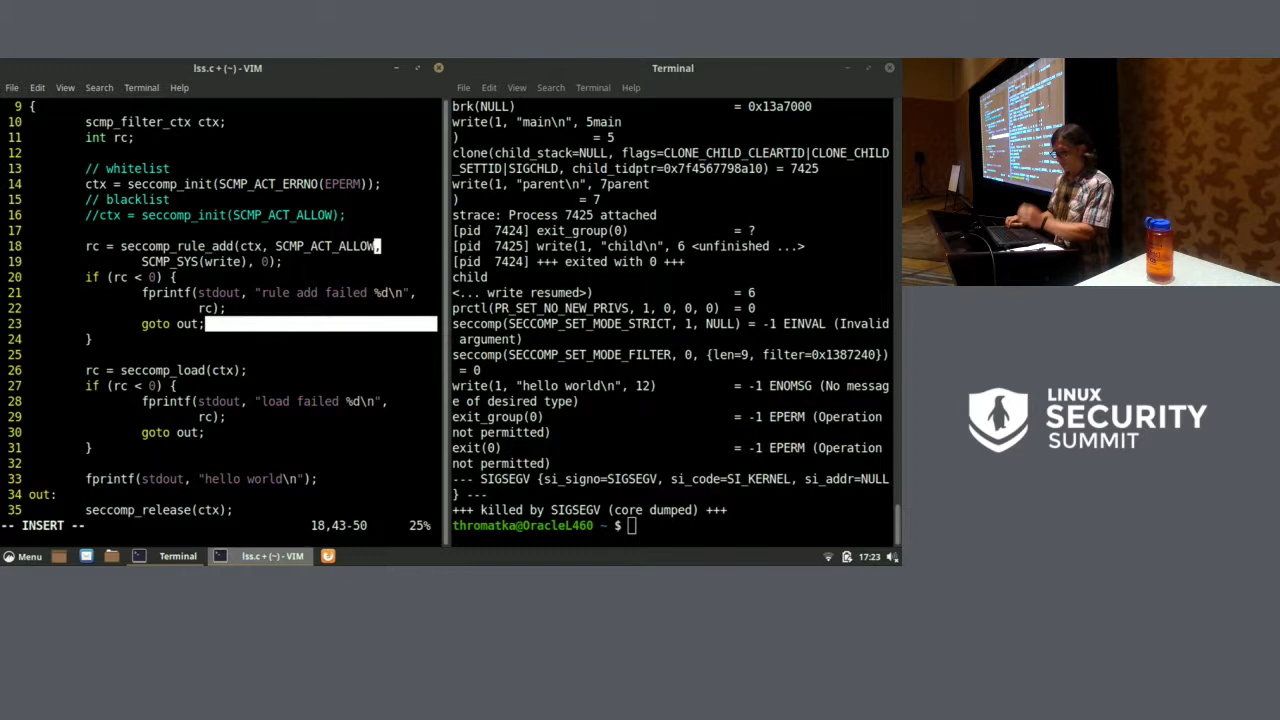 lss.c + (~) - VIM
File Edit View Search Terminal Help
9 {
10 scmp_filter_ctx ctx;
11 int rc;
12
13 // whitelist
14 ctx = seccomp_init(SCMP_ACT_ERRNO(EPERM));
15 // blacklist
16 //ctx = seccomp_init(SCMP_ACT_ALLOW);
17
18 rc = seccomp_rule_add(ctx, SCMP_ACT_ALLOW,
19 SCMP_SYS(write), 0);
20 if (rc < 0) {
21 fprintf(stdout, "rule add failed %d\n",
22 rc);
23 goto out;
24 }
25
26 rc = seccomp_load(ctx);
27 if (rc < 0) {
28 fprintf(stdout, "load failed %d\n",
29 rc);
30 goto out;
31 }
32
33 fprintf(stdout, "hello world\n");
34 out:
35 seccomp_release(ctx);
-- INSERT -- 18,43-50 25%
Terminal
File Edit View Search Terminal Help
brk(NULL) = 0x13a7000
write(1, "main\n", 5main
) = 5
clone(child_stack=NULL, flags=CLONE_CHILD_CLEARTID|CLONE_CHILD
_SETTID|SIGCHLD, child_tidptr=0x7f4567798a10) = 7425
write(1, "parent\n", 7parent
) = 7
strace: Process 7425 attached
[pid 7424] exit_group(0) = ?
[pid 7425] write(1, "child\n", 6 <unfinished ...>
[pid 7424] +++ exited with 0 +++
child
<... write resumed>) = 6
prctl(PR_SET_NO_NEW_PRIVS, 1, 0, 0, 0) = 0
seccomp(SECCOMP_SET_MODE_STRICT, 1, NULL) = -1 EINVAL (Invalid
argument)
seccomp(SECCOMP_SET_MODE_FILTER, 0, {len=9, filter=0x1387240})
= 0
write(1, "hello world\n", 12) = -1 ENOMSG (No messag
e of desired type)
exit_group(0) = -1 EPERM (Operation
not permitted)
exit(0) = -1 EPERM (Operation
not permitted)
--- SIGSEGV {si_signo=SIGSEGV, si_code=SI_KERNEL, si_addr=NULL
} ---
+++ killed by SIGSEGV (core dumped) +++
thromatka@OracleL460 ~ $
Menu Terminal lss.c + (~) - VIM 17:23
LINUX
SECURITY
SUMMIT